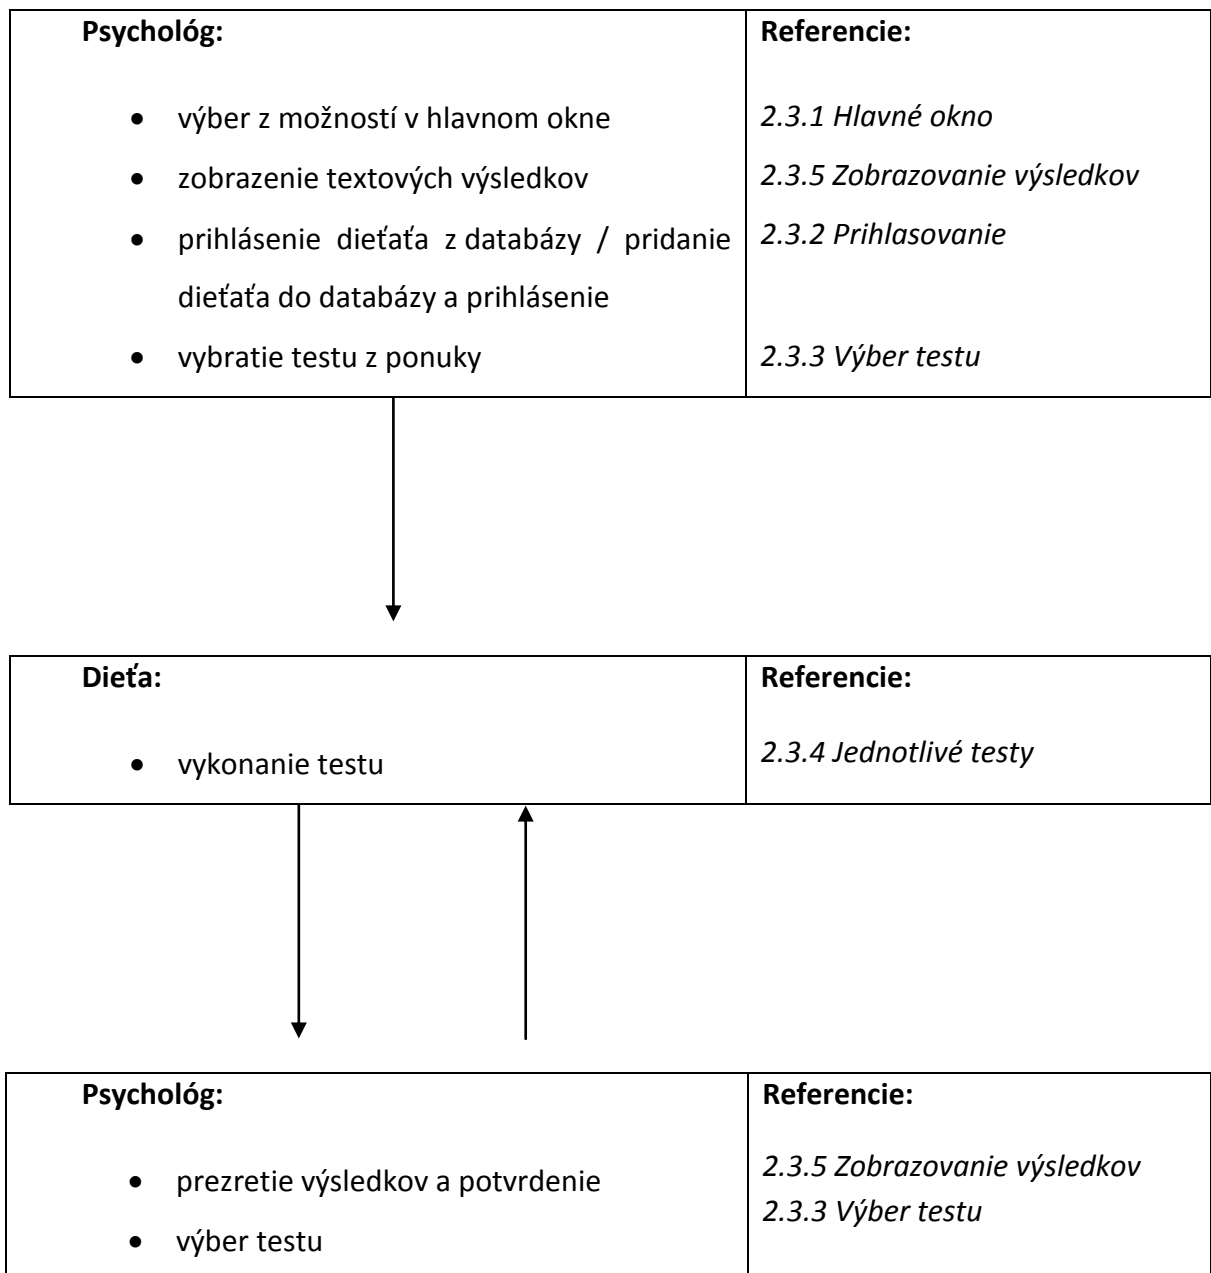 Psychológ:
Referencie:
• výber z možností v hlavnom okne
2.3.1 Hlavné okno
• zobrazenie textových výsledkov
2.3.5 Zobrazovanie výsledkov
• prihlásenie dieťaťa z databázy / pridanie
2.3.2 Prihlasovanie
dieťaťa do databázy a prihlásenie
• vybratie testu z ponuky
2.3.3 Výber testu
Dieťa:
Referencie:
• vykonanie testu
2.3.4 Jednotlivé testy
Psychológ:
Referencie:
• prezretie výsledkov a potvrdenie
2.3.5 Zobrazovanie výsledkov
2.3.3 Výber testu
• výber testu